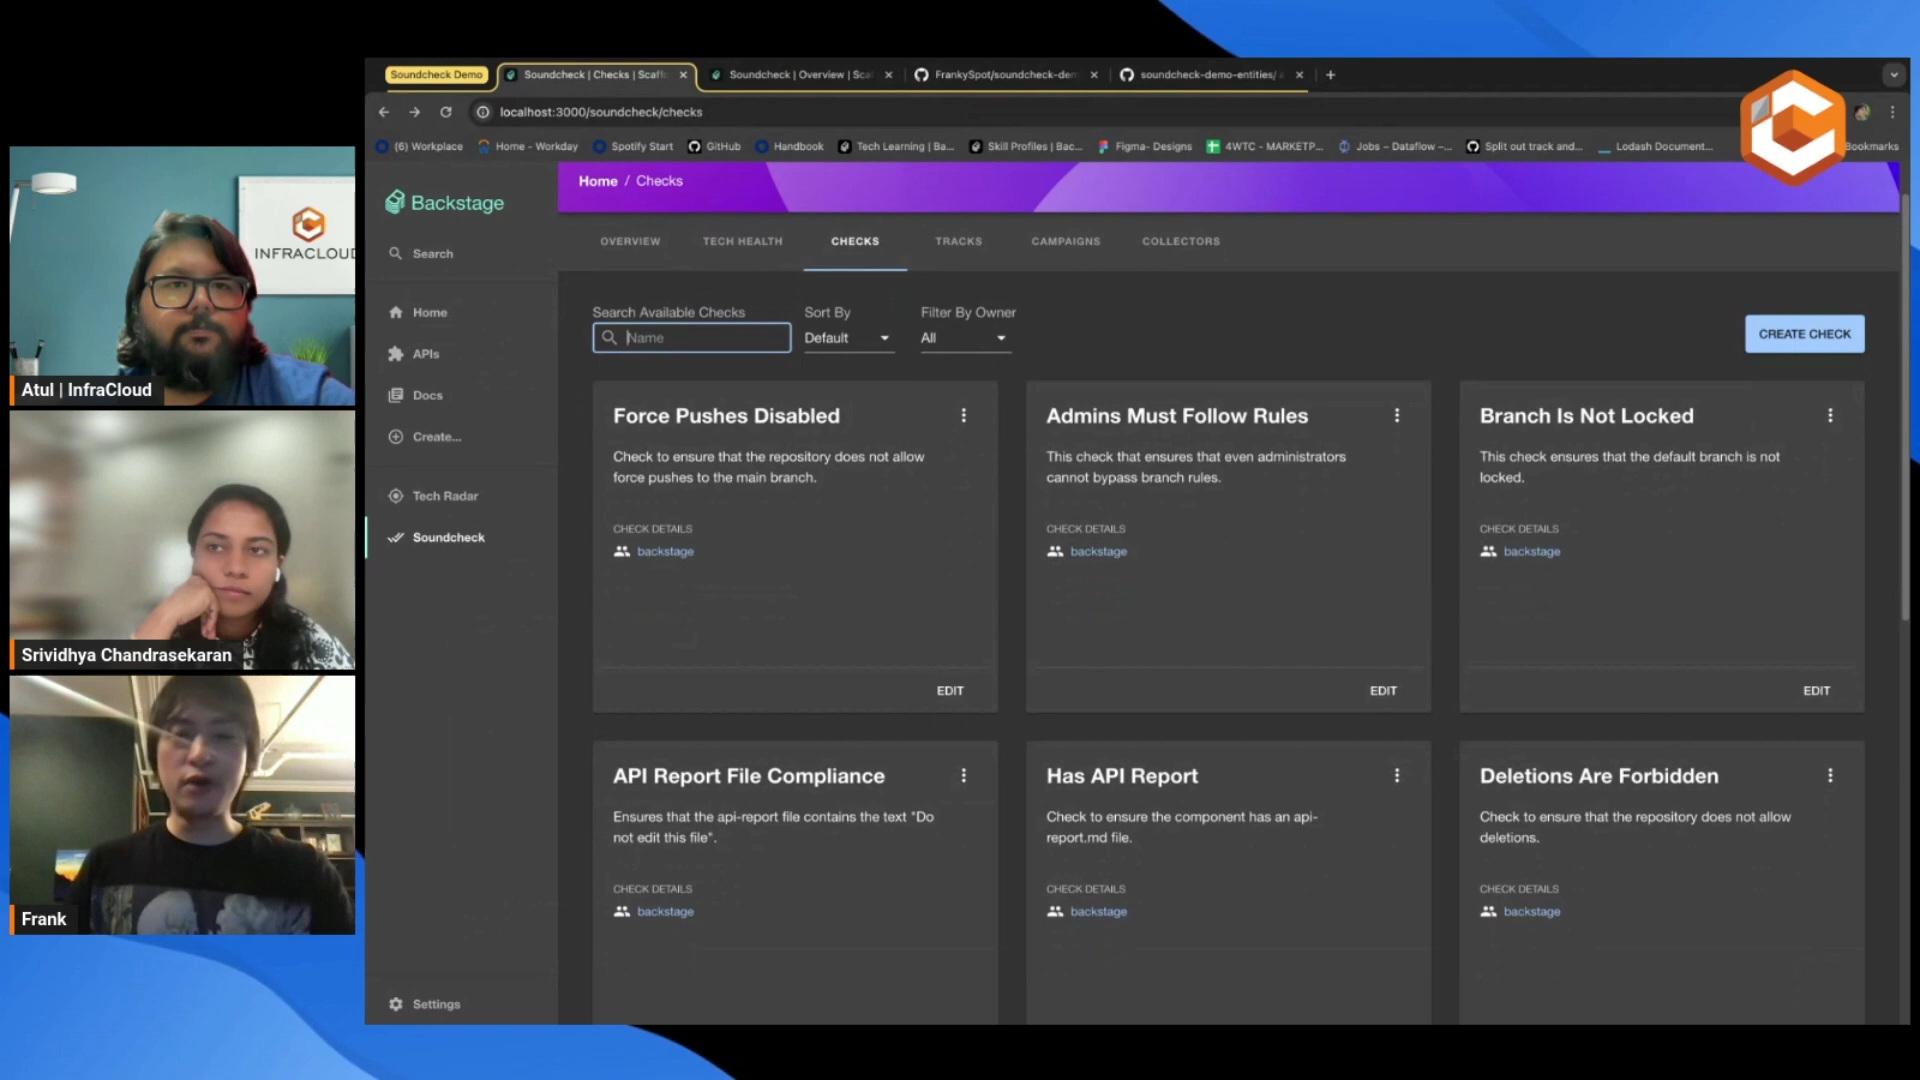 Soundcheck Demo
Soundcheck | Checks | Scaff
Soundcheck | Overview | Sca
FrankySpot/soundcheck-dem
soundcheck-demo-entities/
localhost:3000/soundcheck/checks
(6) Workplace
Home - Workday
Spotify Start
GitHub
Handbook
Tech Learning | Ba...
Skill Profiles | Bac...
Figma- Designs
4WTC - MARKETP...
Jobs – Dataflow –...
Split out track and...
Lodash Document...
Bookmarks
Backstage
Search
Home
APIs
Docs
Create...
Tech Radar
Soundcheck
Settings
Home / Checks
OVERVIEW
TECH HEALTH
CHECKS
TRACKS
CAMPAIGNS
COLLECTORS
Search Available Checks
Name
Sort By
Default
Filter By Owner
All
CREATE CHECK
Force Pushes Disabled
Check to ensure that the repository does not allow
force pushes to the main branch.
CHECK DETAILS
backstage
EDIT
Admins Must Follow Rules
This check that ensures that even administrators
cannot bypass branch rules.
CHECK DETAILS
backstage
EDIT
Branch Is Not Locked
This check ensures that the default branch is not
locked.
CHECK DETAILS
backstage
EDIT
API Report File Compliance
Ensures that the api-report file contains the text "Do
not edit this file".
CHECK DETAILS
backstage
Has API Report
Check to ensure the component has an api-
report.md file.
CHECK DETAILS
backstage
Deletions Are Forbidden
Check to ensure that the repository does not allow
deletions.
CHECK DETAILS
backstage
INFRACLOUD
Atul | InfraCloud
Srividhya Chandrasekaran
Frank